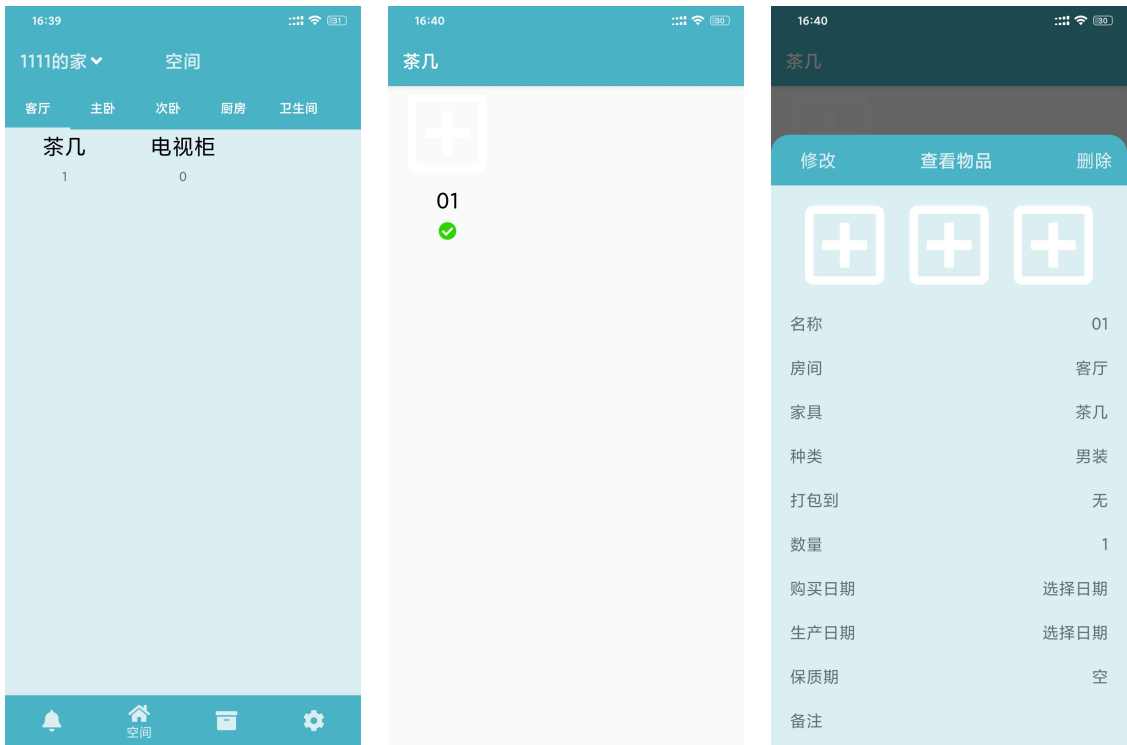 16:39
31
1111的家
空间
客厅
主卧
次卧
厨房
卫生间
茶几
电视柜
1
0
空间
16:40
30
茶几
01
16:40
30
茶几
修改
查看物品
删除
名称
01
房间
客厅
家具
茶几
种类
男装
打包到
无
数量
1
购买日期
选择日期
生产日期
选择日期
保质期
空
备注